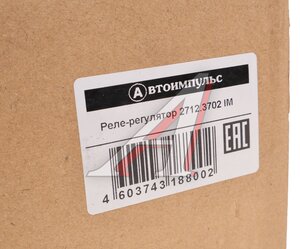 Автоимпульс
Реле-регулятор 2712.3702 IM
EAC
4 603743 188002